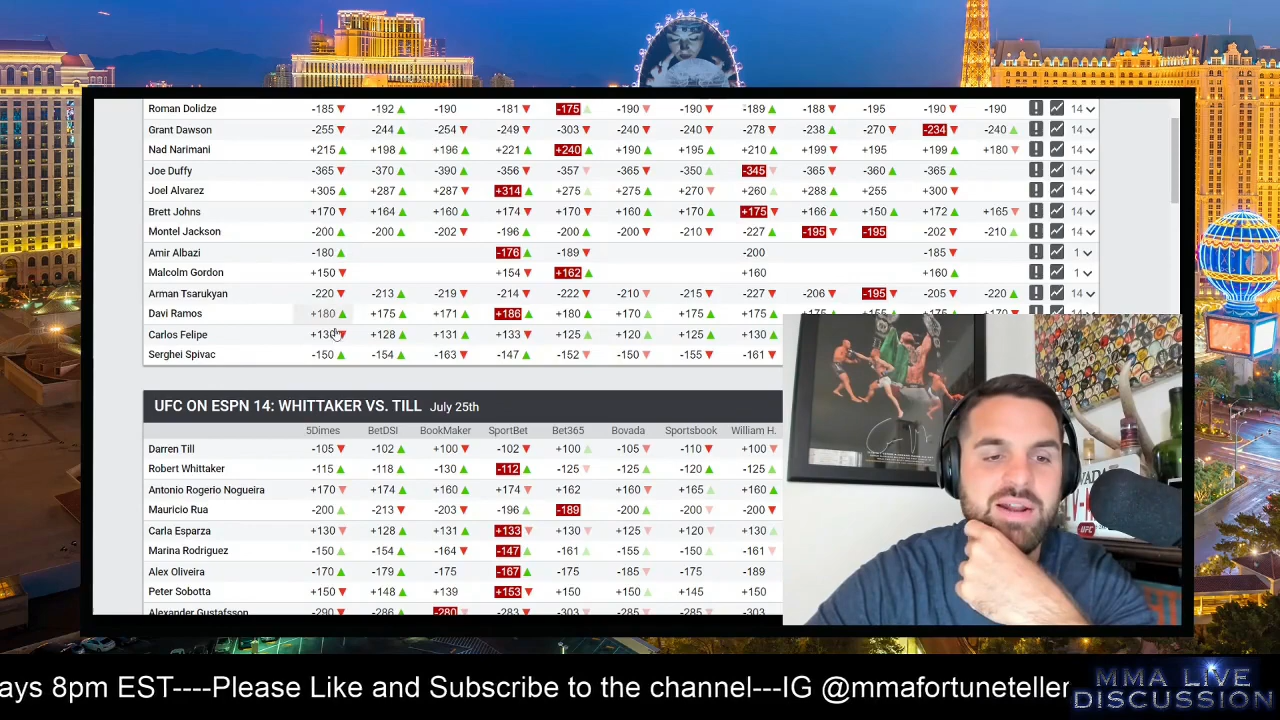 Roman Dolidze -185 -192 -190 -181 -175 -190 -190 -189 -188 -195 -190 -190 14
Grant Dawson -255 -244 -254 -249 -303 -240 -240 -278 -238 -270 -234 -240 14
Nad Narimani +215 +198 +196 +221 +240 +190 +195 +210 +199 +195 +199 +180 14
Joe Duffy -365 -370 -390 -356 -357 -365 -350 -345 -365 -360 -365 14
Joel Alvarez +305 +287 +287 +314 +275 +275 +270 +260 +288 +255 +300 14
Brett Johns +170 +164 +160 +174 +170 +160 +170 +175 +166 +150 +172 +165 14
Montel Jackson -200 -200 -202 -196 -200 -200 -210 -227 -195 -195 -202 -210 14
Amir Albazi -180 -176 -189 -200 -185 1
Malcolm Gordon +150 +154 +162 +160 +160 1
Arman Tsarukyan -220 -213 -219 -214 -222 -210 -215 -227 -206 -195 -205 -220 14
Davi Ramos +180 +175 +171 +186 +180 +170 +175 +175
Carlos Felipe +130 +128 +131 +133 +125 +120 +125 +130
Serghei Spivac -150 -154 -163 -147 -152 -150 -155 -161
UFC ON ESPN 14: WHITTAKER VS. TILL July 25th
5Dimes BetDSI BookMaker SportBet Bet365 Bovada Sportsbook William H.
Darren Till -105 -102 +100 -102 +100 -105 -110 +100
Robert Whittaker -115 -118 -130 -112 -125 -125 -120 -125
Antonio Rogerio Nogueira +170 +174 +160 +174 +162 +160 +165 +160
Mauricio Rua -200 -213 -203 -196 -189 -200 -200 -200
Carla Esparza +130 +128 +131 +133 +130 +125 +120 +130
Marina Rodriguez -150 -154 -164 -147 -161 -155 -150 -161
Alex Oliveira -170 -179 -175 -167 -175 -185 -175 -189
Peter Sobotta +150 +148 +139 +153 +150 +150 +145 +150
Alexander Gustafsson -290 -286 -280 -283 -303 -285 -285 -303
ays 8pm EST----Please Like and Subscribe to the channel---IG @mmafortuneteller
MMA LIVE
DISCUSSION